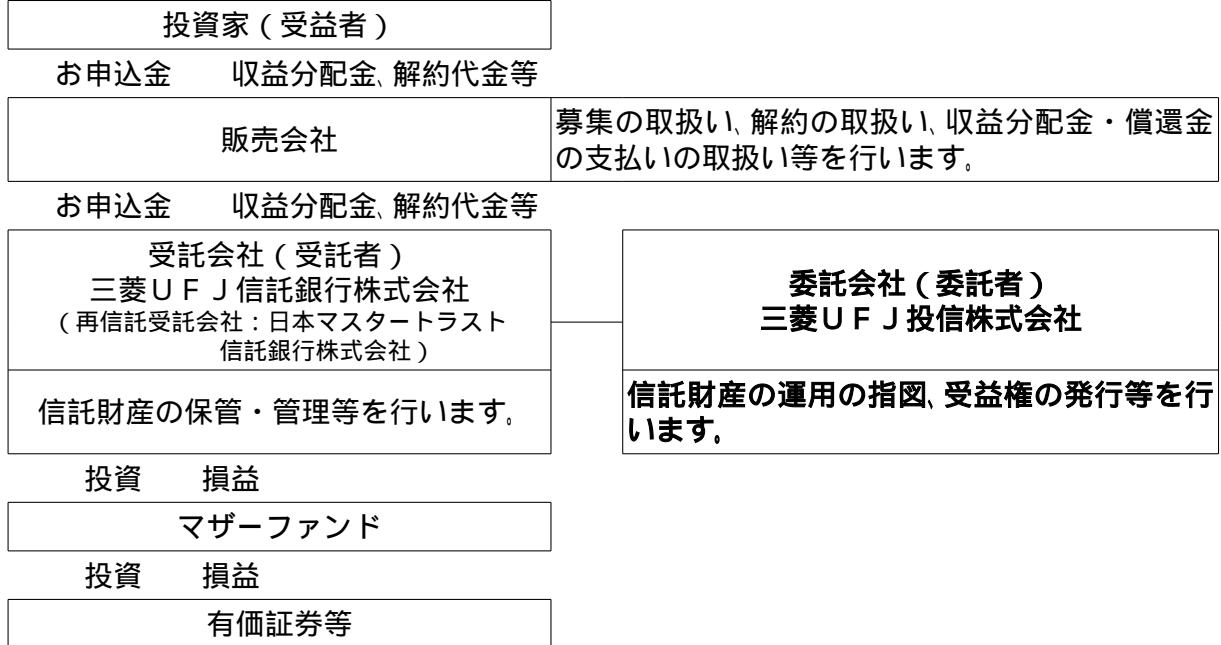 投資家(受益者)
お申込金　　収益分配金、解約代金等
販売会社
募集の取扱い、解約の取扱い、収益分配金・償還金
の支払いの取扱い等を行います。
お申込金　　収益分配金、解約代金等
受託会社(受託者)
三菱UFJ信託銀行株式会社
(再信託受託会社:日本マスタートラスト
信託銀行株式会社)
委託会社(委託者)
三菱UFJ投信株式会社
信託財産の保管・管理等を行います。
信託財産の運用の指図、受益権の発行等を行
います。
投資　　損益
マザーファンド
投資　　損益
有価証券等